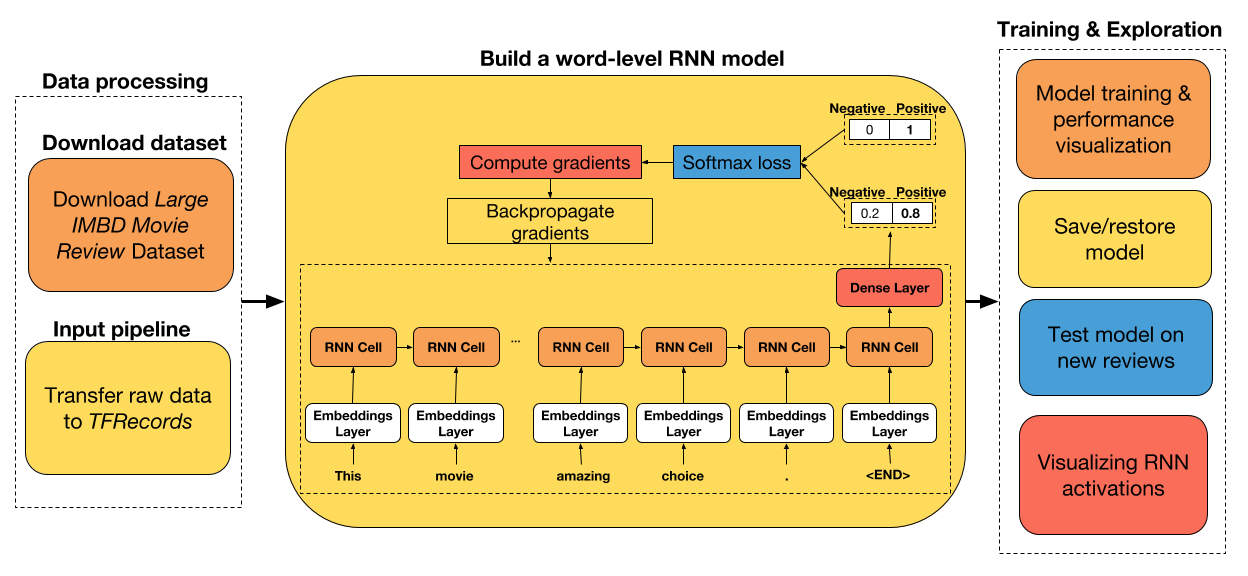 Data processing
Download dataset
Download Large
IMBD Movie
Review Dataset
Input pipeline
Transfer raw data
to TFRecords
Build a word-level RNN model
Negative Positive
0 1
Compute gradients
Softmax loss
Negative Positive
0.2 0.8
Backpropagate
gradients
Dense Layer
RNN Cell
RNN Cell
...
RNN Cell
RNN Cell
RNN Cell
RNN Cell
Embeddings
Layer
Embeddings
Layer
Embeddings
Layer
Embeddings
Layer
Embeddings
Layer
Embeddings
Layer
This
movie
amazing
choice
.
<END>
Training & Exploration
Model training &
performance
visualization
Save/restore
model
Test model on
new reviews
Visualizing RNN
activations